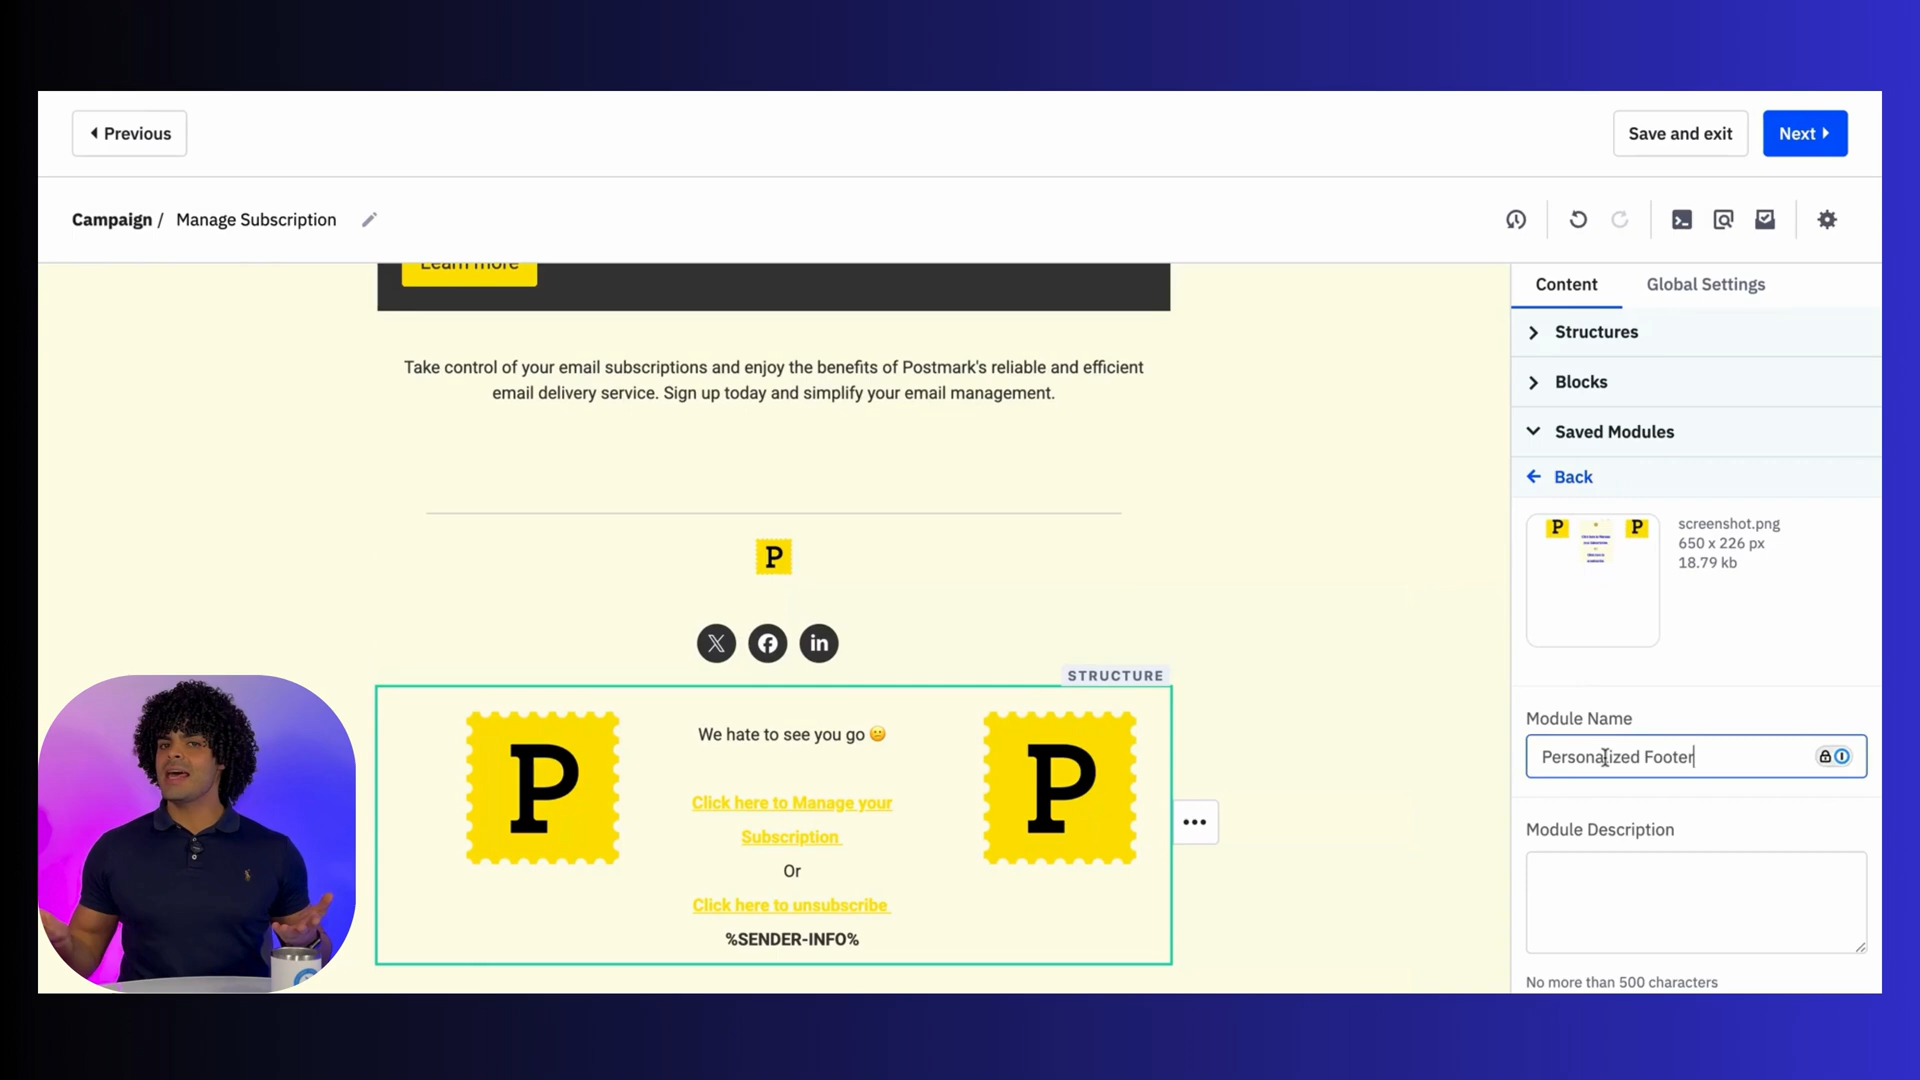 Previous
Save and exit
Next
Campaign / Manage Subscription
Learn more
Content
Global Settings
Structures
Blocks
Saved Modules
Back
Take control of your email subscriptions and enjoy the benefits of Postmark's reliable and efficient
email delivery service. Sign up today and simplify your email management.
P
P
P
screenshot.png
650 x 226 px
18.79 kb
X
f
in
STRUCTURE
P
We hate to see you go
P
Click here to Manage your
Subscription
Or
Click here to unsubscribe
%SENDER-INFO%
Module Name
Personalized Footer
Module Description
No more than 500 characters